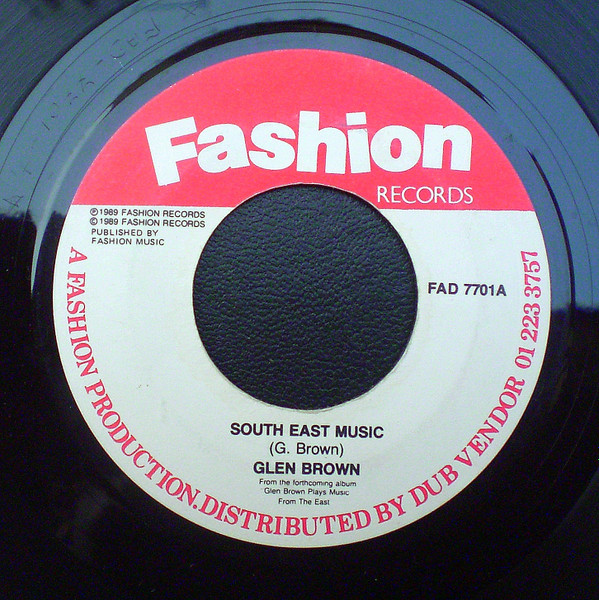 Fashion
RECORDS
℗1989 FASHION RECORDS
©1989 FASHION RECORDS
PUBLISHED BY
FASHION MUSIC
FAD 7701A
SOUTH EAST MUSIC
(G. Brown)
GLEN BROWN
From the forthcoming album
Glen Brown Plays Music
From The East
A FASHION PRODUCTION.DISTRIBUTED BY DUB VENDOR 01 223 3757